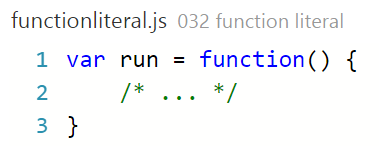 functionliteral.js 032 function literal
1 var run = function() {
2     /* ... */
3 }